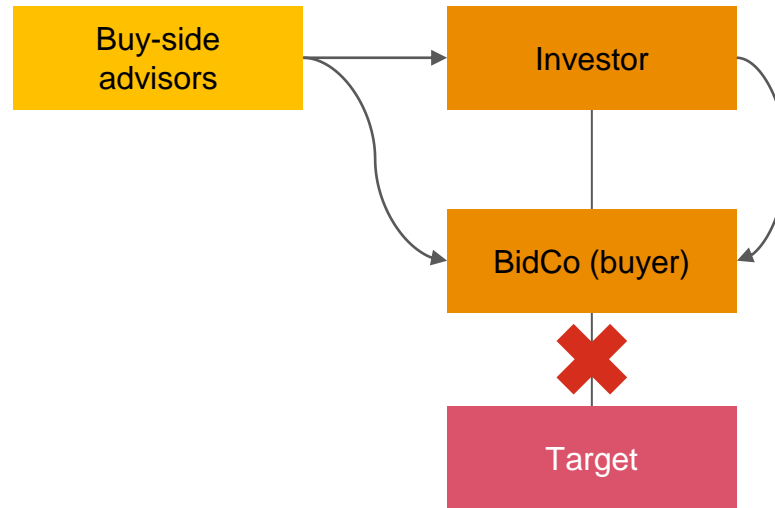 Buy-side
advisors
Investor
BidCo (buyer)
Target